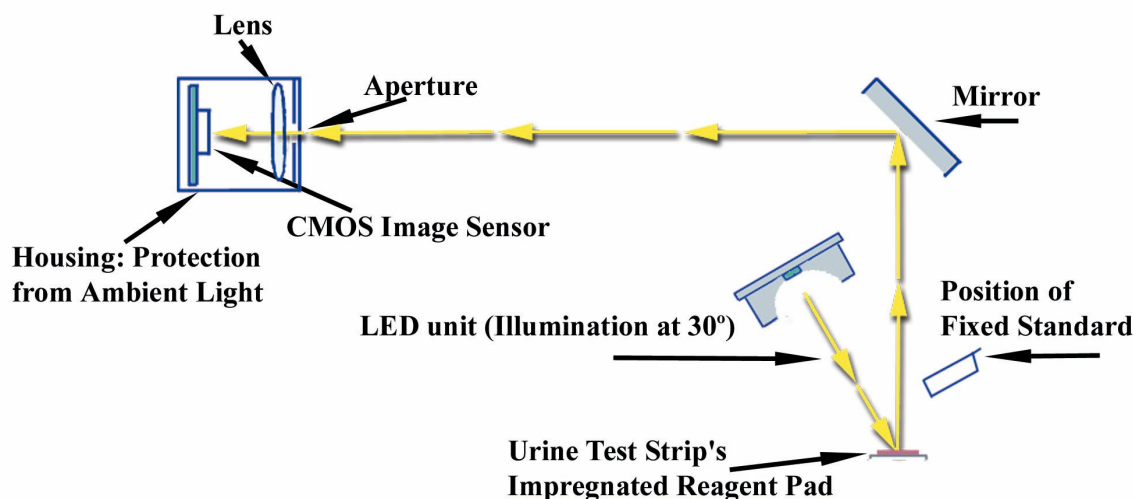 Lens
Aperture
Mirror
CMOS Image Sensor
Housing: Protection
from Ambient Light
LED unit (Illumination at 30º)
Position of
Fixed Standard
Urine Test Strip's
Impregnated Reagent Pad